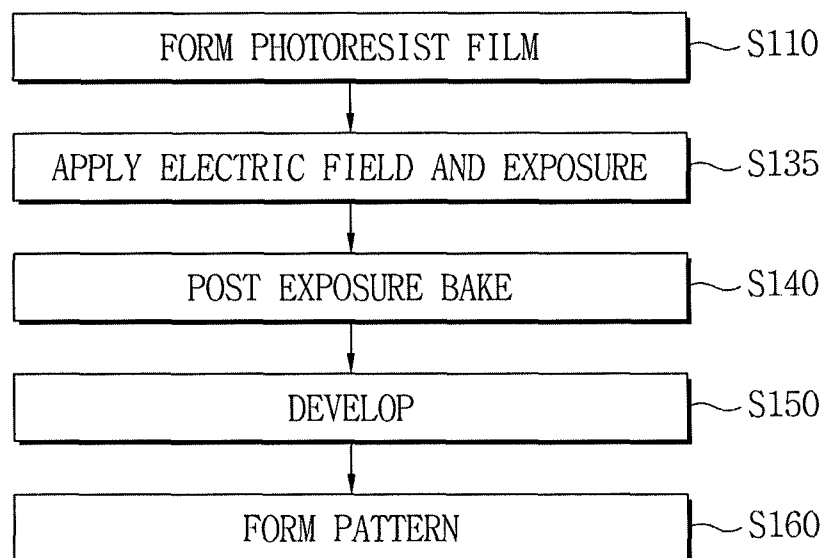 FORM PHOTORESIST FILM S110
APPLY ELECTRIC FIELD AND EXPOSURE S135
POST EXPOSURE BAKE S140
DEVELOP S150
FORM PATTERN S160